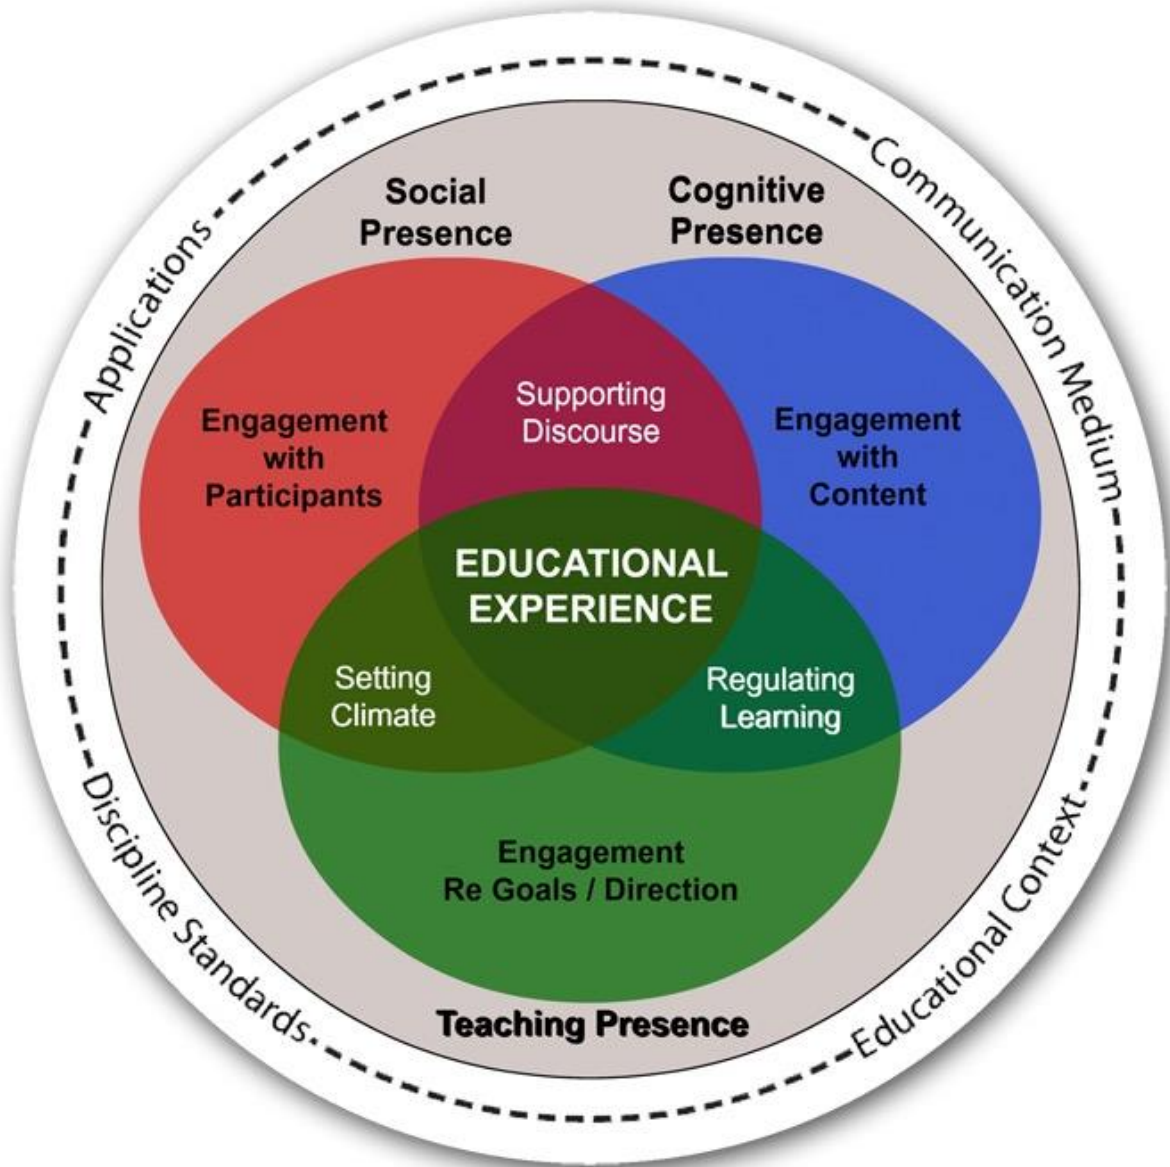 Social
Presence
Cognitive
Presence
Applications
Communication Medium
Engagement
with
Participants
Supporting
Discourse
Engagement
with
Content
EDUCATIONAL
EXPERIENCE
Setting
Climate
Regulating
Learning
Engagement
Re Goals / Direction
Teaching Presence
Discipline Standards
Educational Context